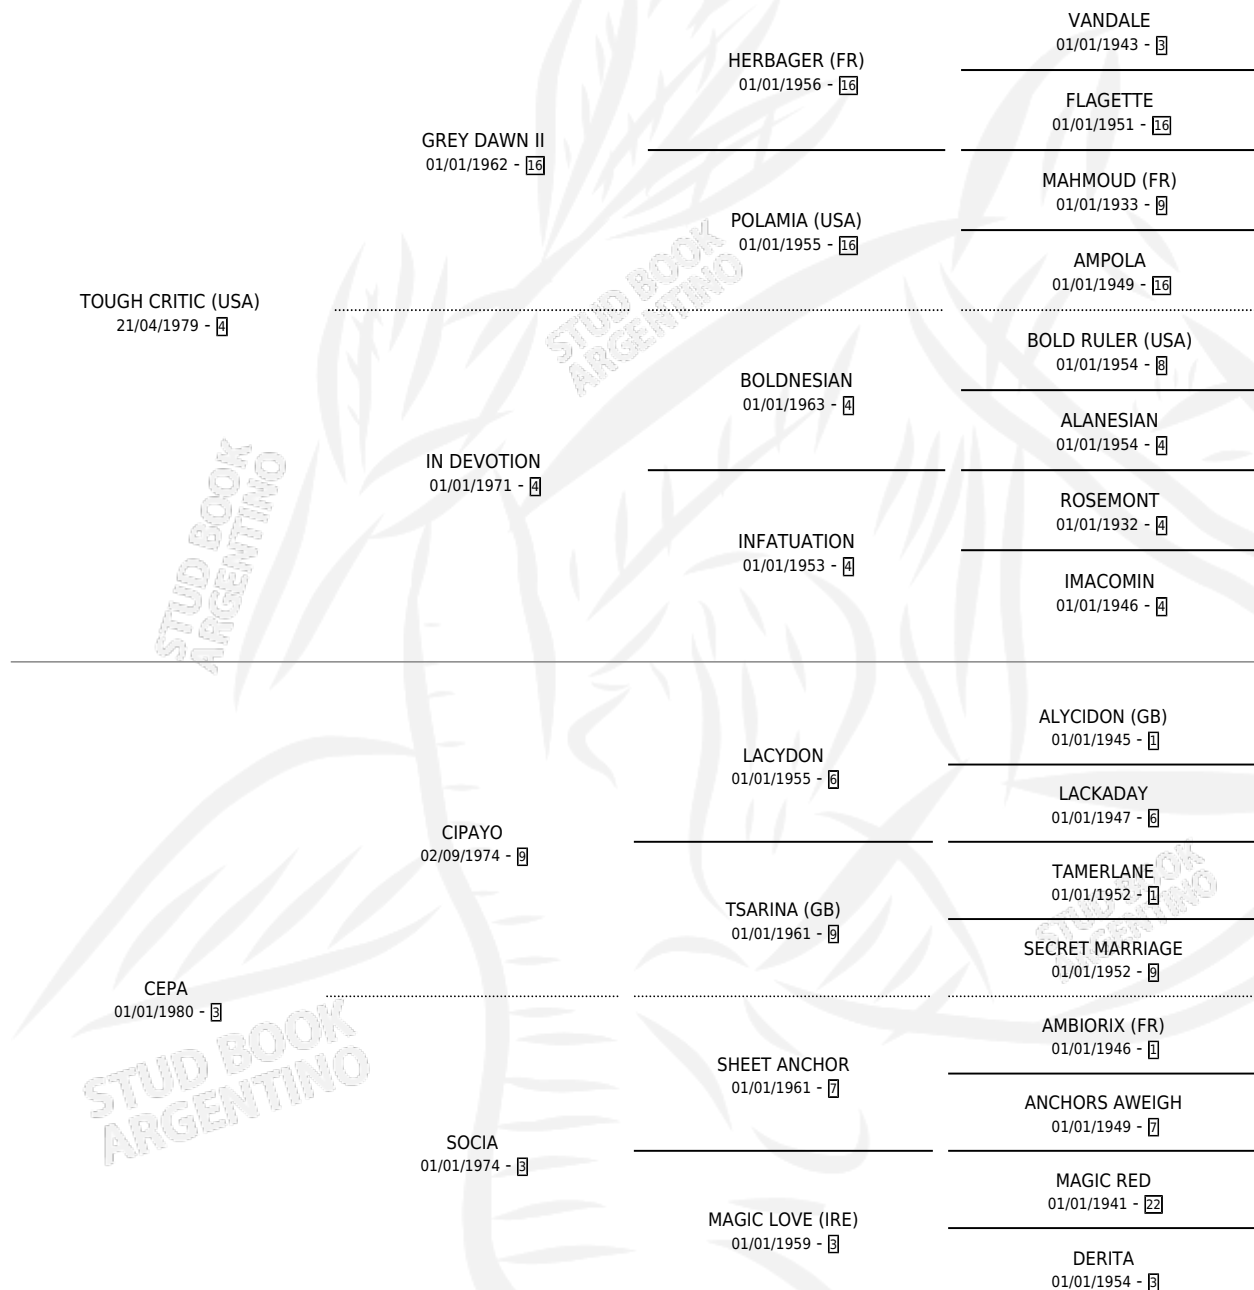 VANDALE
01/01/1943 - 3
HERBAGER (FR)
01/01/1956 - 16
FLAGETTE
01/01/1951 - 16
GREY DAWN II
01/01/1962 - 16
MAHMOUD (FR)
01/01/1933 - 9
POLAMIA (USA)
01/01/1955 - 16
AMPOLA
01/01/1949 - 16
TOUGH CRITIC (USA)
21/04/1979 - 4
STUD BOOK
ARGENTINO
BOLD RULER (USA)
01/01/1954 - 8
BOLDNESIAN
01/01/1963 - 4
ALANESIAN
01/01/1954 - 4
IN DEVOTION
01/01/1971 - 4
ROSEMONT
01/01/1932 - 4
INFATUATION
01/01/1953 - 4
IMACOMIN
01/01/1946 - 4
STUD BOOK
ARGENTINO
ALYCIDON (GB)
01/01/1945 - 1
LACYDON
01/01/1955 - 6
LACKADAY
01/01/1947 - 6
CIPAYO
02/09/1974 - 9
TAMERLANE
01/01/1952 - 1
TSARINA (GB)
01/01/1961 - 9
SECRET MARRIAGE
01/01/1952 - 9
STUD BOOK
ARGENTINO
CEPA
01/01/1980 - 3
AMBIORIX (FR)
01/01/1946 - 1
SHEET ANCHOR
01/01/1961 - 7
ANCHORS AWEIGH
01/01/1949 - 7
STUD BOOK
ARGENTINO
SOCIA
01/01/1974 - 3
MAGIC RED
01/01/1941 - 22
MAGIC LOVE (IRE)
01/01/1959 - 3
DERITA
01/01/1954 - 3